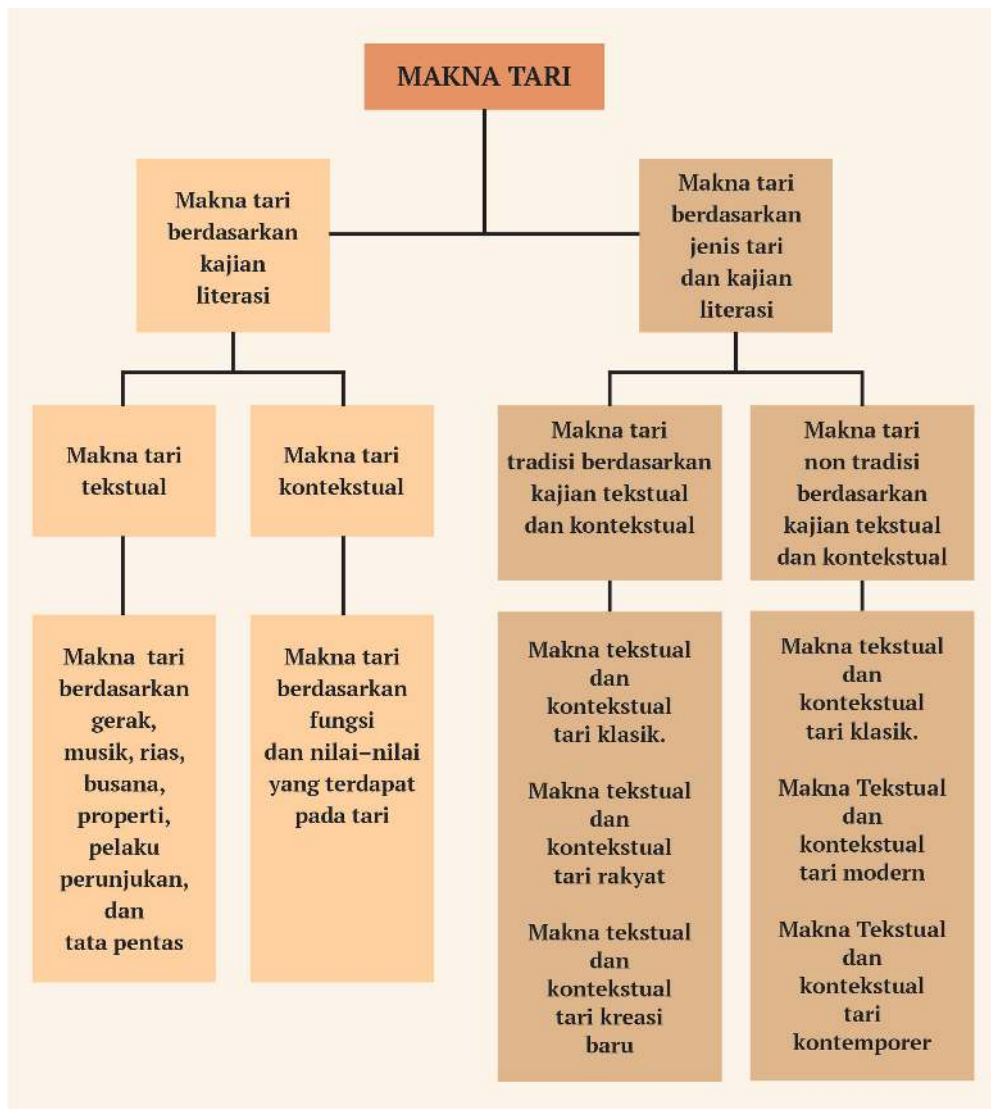 MAKNA TARI
Makna tari
berdasarkan
kajian
literasi
Makna tari
berdasarkan
jenis tari
dan kajian
literasi
Makna tari
tekstual
Makna tari
kontekstual
Makna tari
tradisi berdasarkan
kajian tekstual
dan kontekstual
Makna tari
non tradisi
berdasarkan
kajian tekstual
dan kontekstual
Makna tari
berdasarkan
gerak,
musik, rias,
busana,
properti,
pelaku
perunjukan,
dan
tata pentas
Makna tari
berdasarkan
fungsi
dan nilai–nilai
yang terdapat
pada tari
Makna tekstual
dan
kontekstual
tari klasik.
Makna tekstual
dan
kontekstual
tari rakyat
Makna tekstual
dan
kontekstual
tari kreasi
baru
Makna tekstual
dan
kontekstual
tari klasik.
Makna Tekstual
dan
kontekstual
tari modern
Makna Tekstual
dan
kontekstual
tari
kontemporer